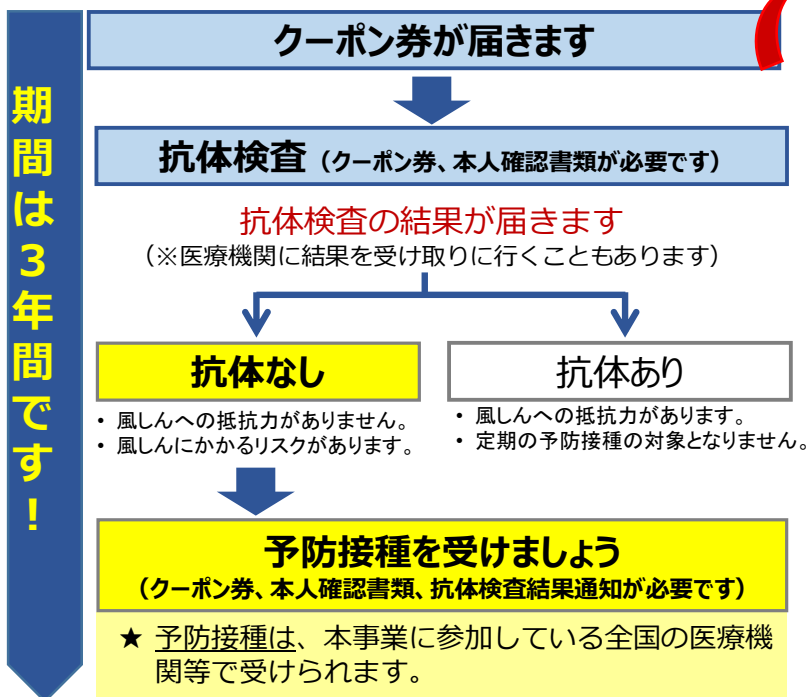 期間は3年間です！
クーポン券が届きます
抗体検査（クーポン券、本人確認書類が必要です）
抗体検査の結果が届きます
（※医療機関に結果を受け取りに行くこともあります）
抗体なし
• 風しんへの抵抗力がありません。
• 風しんにかかるリスクがあります。
抗体あり
• 風しんへの抵抗力があります。
• 定期の予防接種の対象となりません。
予防接種を受けましょう
（クーポン券、本人確認書類、抗体検査結果通知が必要です）
★ 予防接種は、本事業に参加している全国の医療機
関等で受けられます。